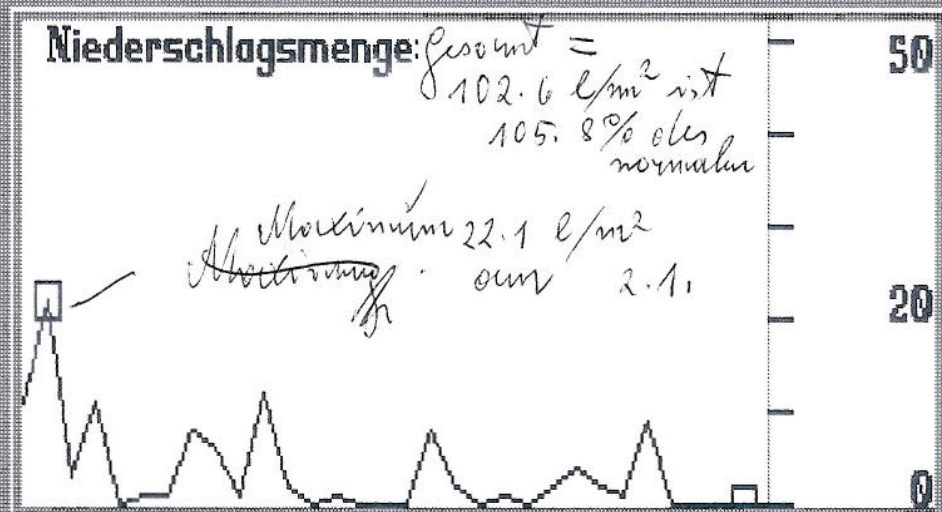 Niederschlagsmenge: Gesamt =
102.6 l/m² ist
105.8% des
normalen
Maximum 22.1 l/m²
am 2.1.
50
20
0